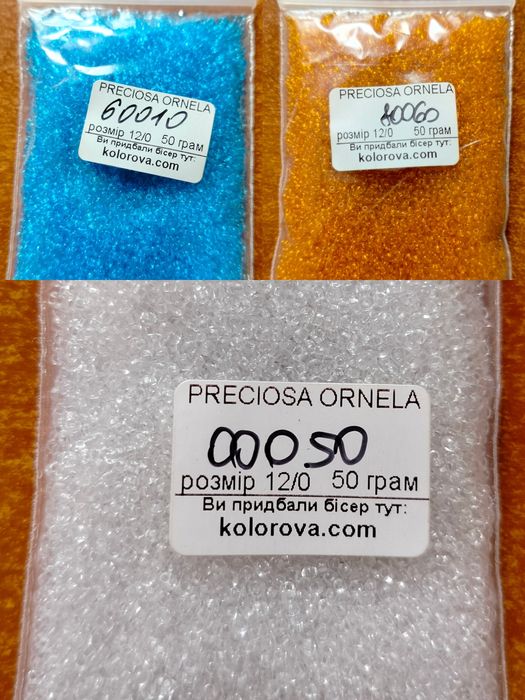 PRECIOSA ORNELA
60010
розмір 12/0 50 грам
Ви придбали бісер тут:
kolorova.com
PRECIOSA ORNELA
10060
розмір 12/0 50 грам
Ви придбали бісер тут:
kolorova.com
PRECIOSA ORNELA
00050
розмір 12/0 50 грам
Ви придбали бісер тут:
kolorova.com